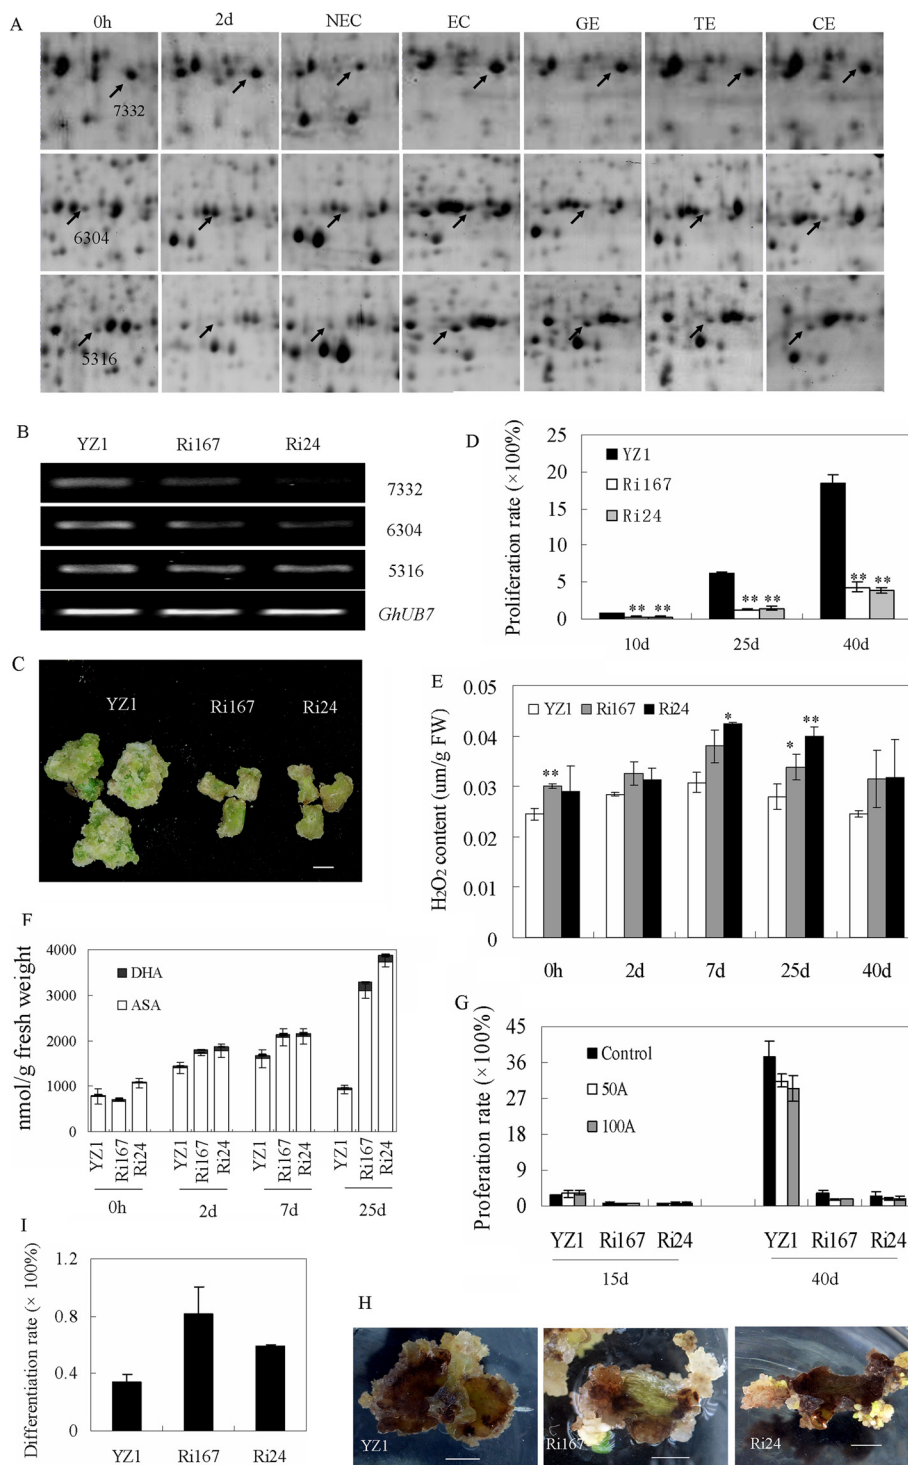 A
0h 2d NEC EC GE TE CE
7332
6304
5316
B
YZ1 Ri167 Ri24
7332
6304
5316
GhUB7
C
YZ1 Ri167 Ri24
D
Proliferation rate (×100%)
25
20
15
10
5
0
YZ1
Ri167
Ri24
** **
** **
** **
10d 25d 40d
E
H2O2 content (um/g FW)
0.05
0.04
0.03
0.02
0.01
0
YZ1 Ri167 Ri24
**
*
* **
0h 2d 7d 25d 40d
F
nmol/g fresh weight
4000
3000
2000
1000
0
DHA
ASA
YZ1 Ri167 Ri24 YZ1 Ri167 Ri24 YZ1 Ri167 Ri24 YZ1 Ri167 Ri24
0h 2d 7d 25d
G
Proferation rate (×100%)
45
36
27
18
9
0
Control
50A
100A
YZ1 Ri167 Ri24 YZ1 Ri167 Ri24
15d 40d
H
YZ1 Ri167 Ri24
I
Differentiation rate (× 100%)
1.2
0.8
0.4
0
YZ1 Ri167 Ri24